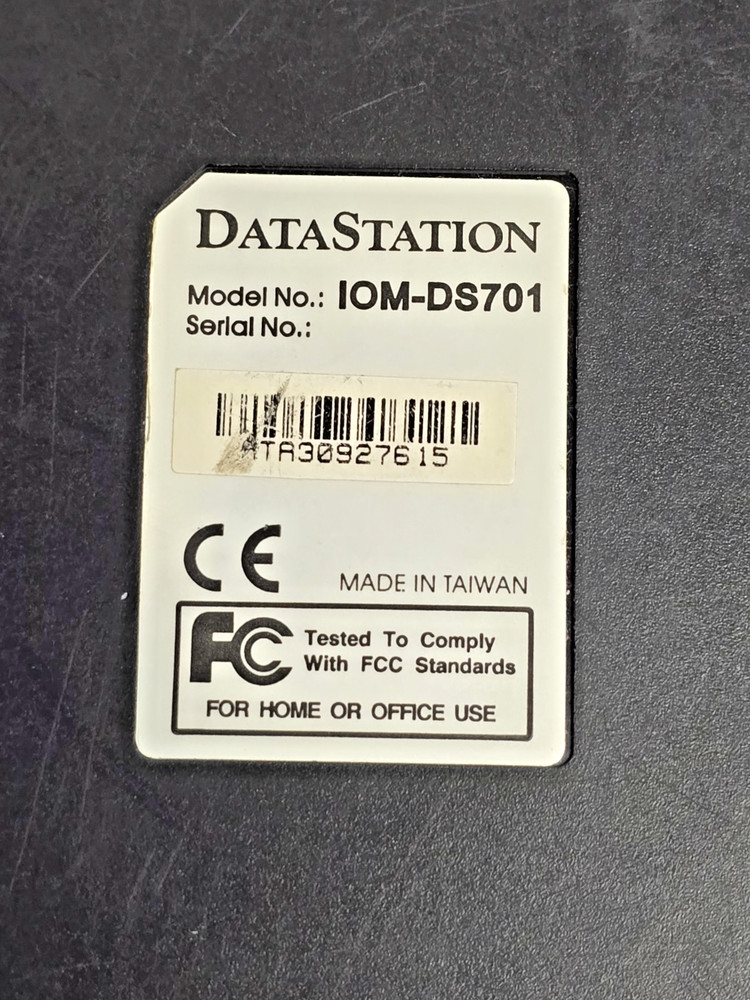 DATASTATION
Model No.: IOM-DS701
Serial No.:
CE
MADE IN TAIWAN
FC Tested To Comply
With FCC Standards
FOR HOME OR OFFICE USE